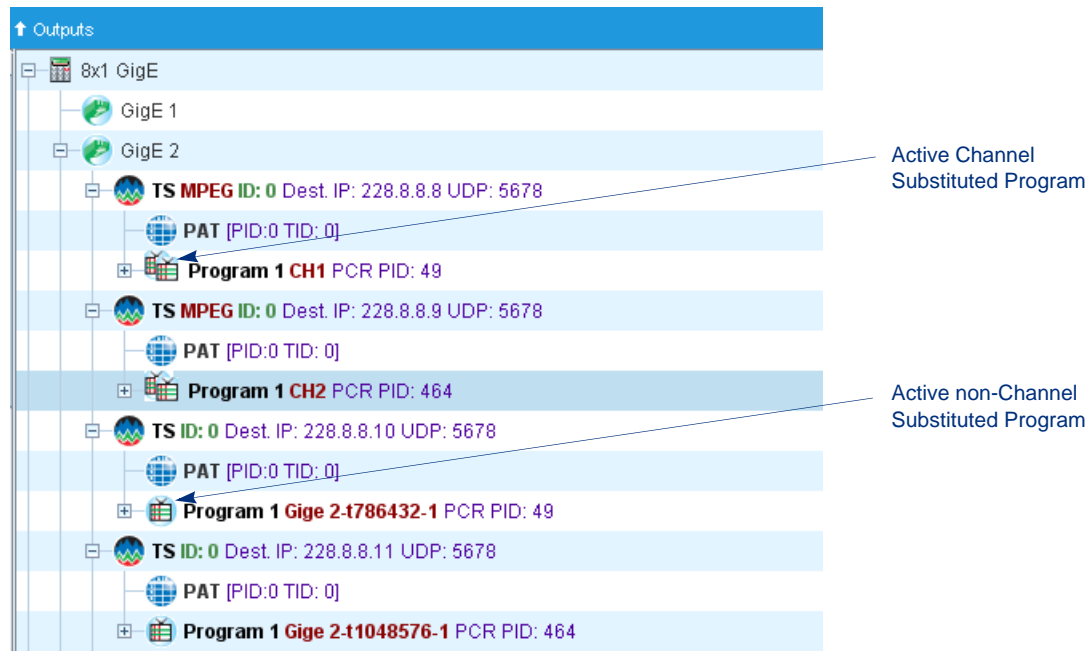 Outputs
8x1 GigE
GigE 1
GigE 2
Active Channel
Substituted Program
TS MPEG ID: 0 Dest. IP: 228.8.8.8 UDP: 5678
PAT [PID:0 TID: 0]
Program 1 CH1 PCR PID: 49
TS MPEG ID: 0 Dest. IP: 228.8.8.9 UDP: 5678
PAT [PID:0 TID: 0]
Program 1 CH2 PCR PID: 464
Active non-Channel
Substituted Program
TS ID: 0 Dest. IP: 228.8.8.10 UDP: 5678
PAT [PID:0 TID: 0]
Program 1 Gige 2-t786432-1 PCR PID: 49
TS ID: 0 Dest. IP: 228.8.8.11 UDP: 5678
PAT [PID:0 TID: 0]
Program 1 Gige 2-t1048576-1 PCR PID: 464